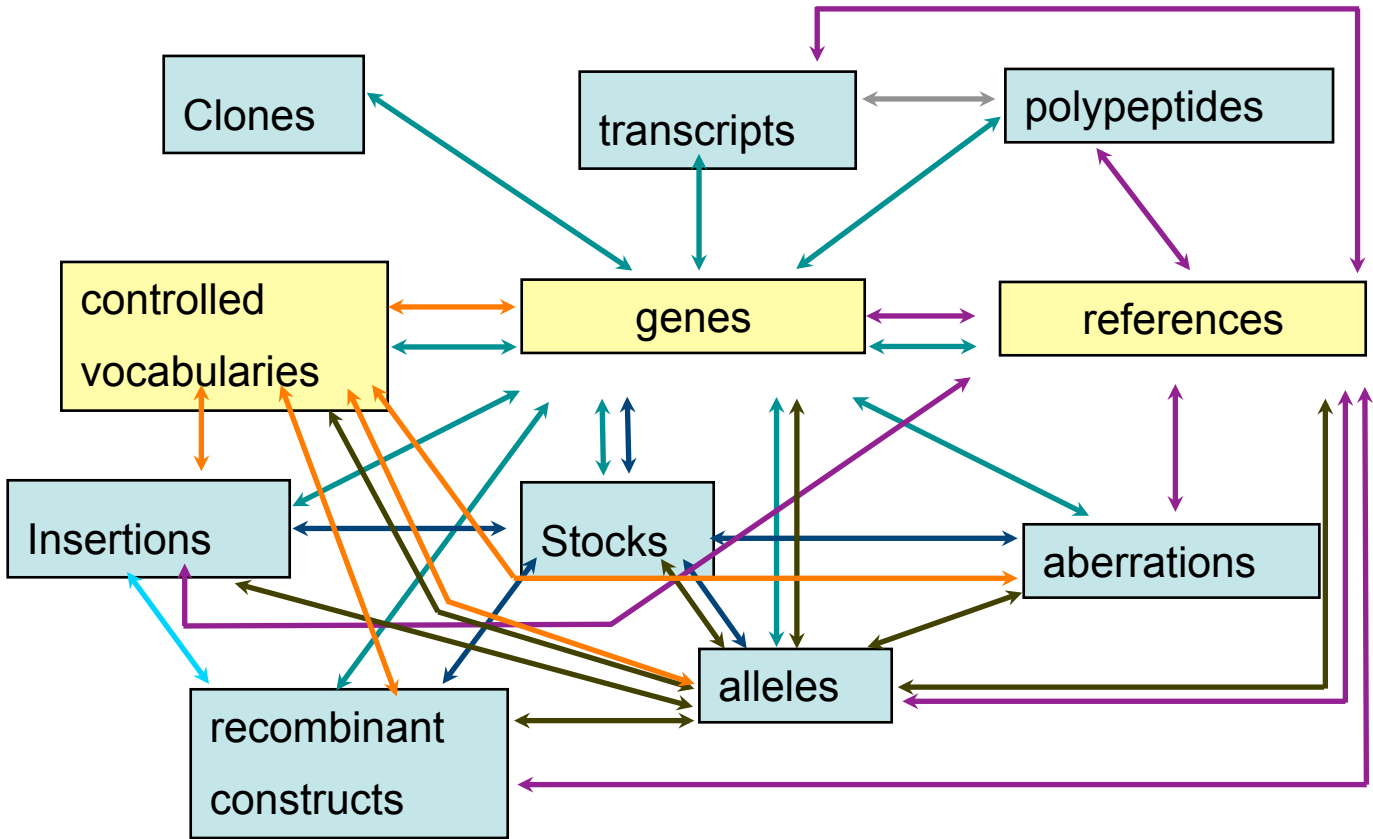 Clones
transcripts
polypeptides
controlled
vocabularies
genes
references
Insertions
Stocks
aberrations
alleles
recombinant
constructs